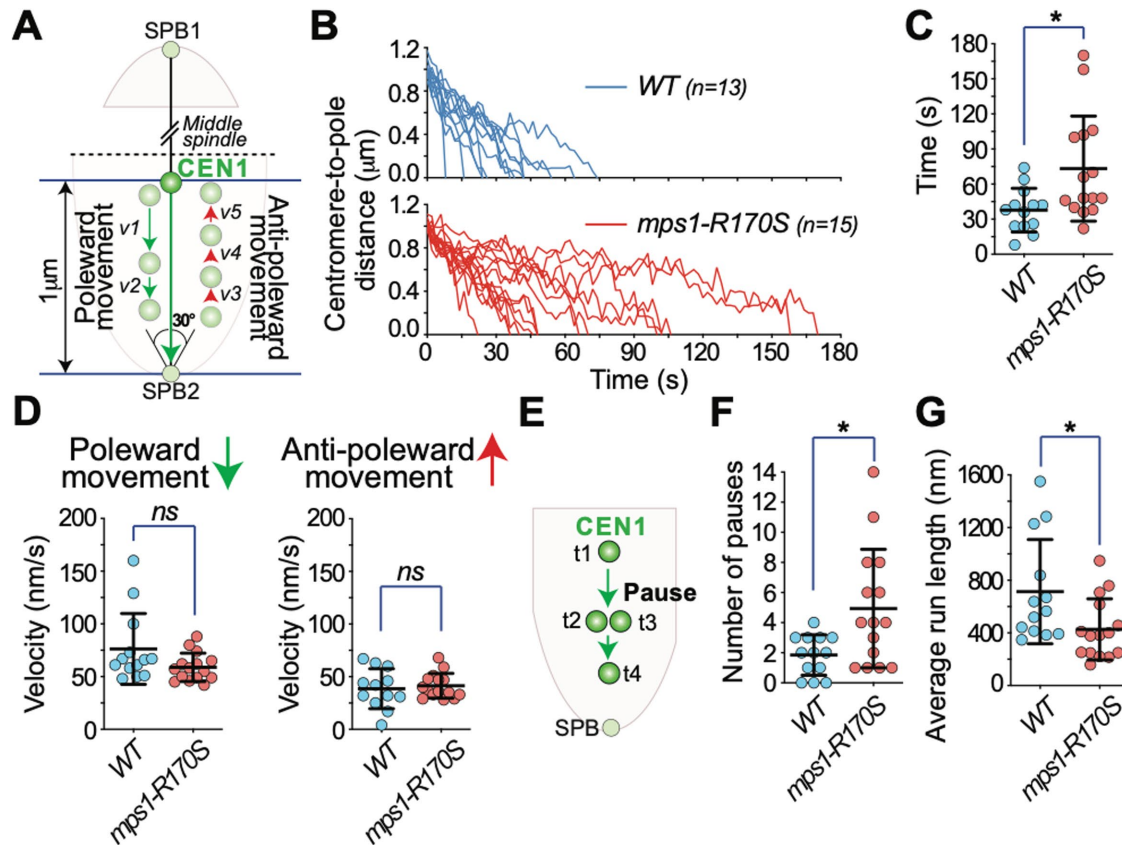 A
SPB1
Middle
spindle
CEN1
1µm
Poleward
movement
v1
v2
v5
v4
v3
Anti-poleward
movement
30°
SPB2
B
Centromere-to-pole
distance (µm)
1.2
0.8
0.4
0.0
WT (n=13)
1.2
0.8
0.4
0.0
mps1-R170S (n=15)
0 30 60 90 120 150 180
Time (s)
C
*
Time (s)
180
150
120
90
60
30
0
WT
mps1-R170S
D
Poleward
movement
ns
Velocity (nm/s)
200
150
100
50
0
WT
mps1-R170S
Anti-poleward
movement
ns
Velocity (nm/s)
200
150
100
50
0
WT
mps1-R170S
E
CEN1
t1
Pause
t2 t3
t4
SPB
F
*
Number of pauses
14
12
10
8
6
4
2
0
WT
mps1-R170S
G
*
Average run length (nm)
1600
1200
800
400
0
WT
mps1-R170S